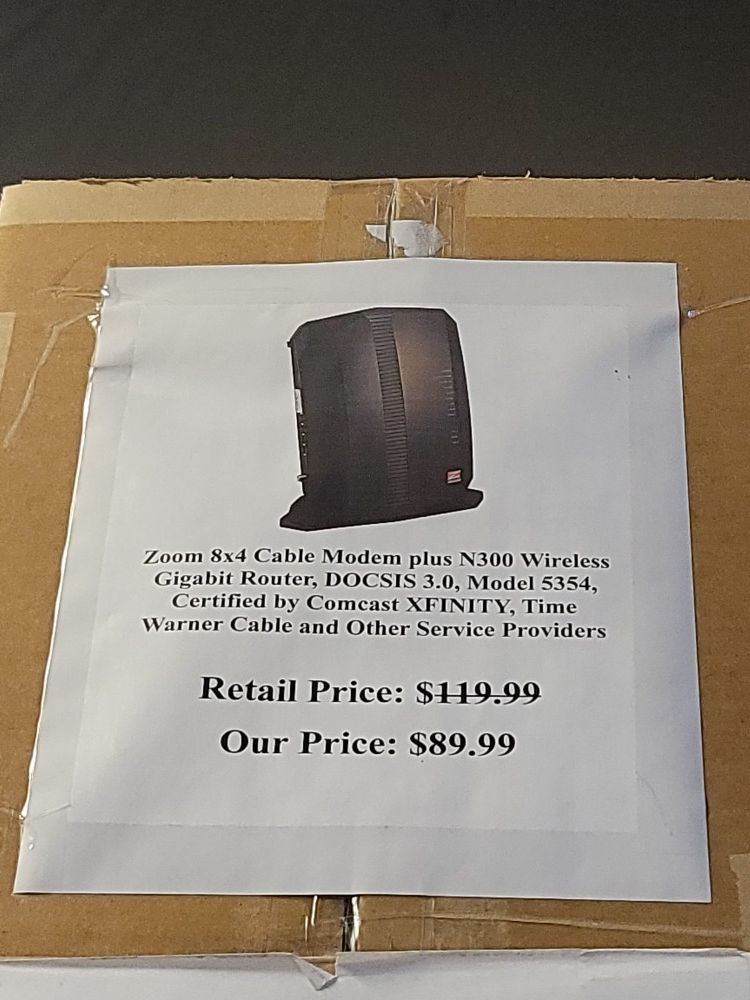 Zoom 8x4 Cable Modem plus N300 Wireless
Gigabit Router, DOCSIS 3.0, Model 5354,
Certified by Comcast XFINITY, Time
Warner Cable and Other Service Providers
Retail Price: $119.99
Our Price: $89.99